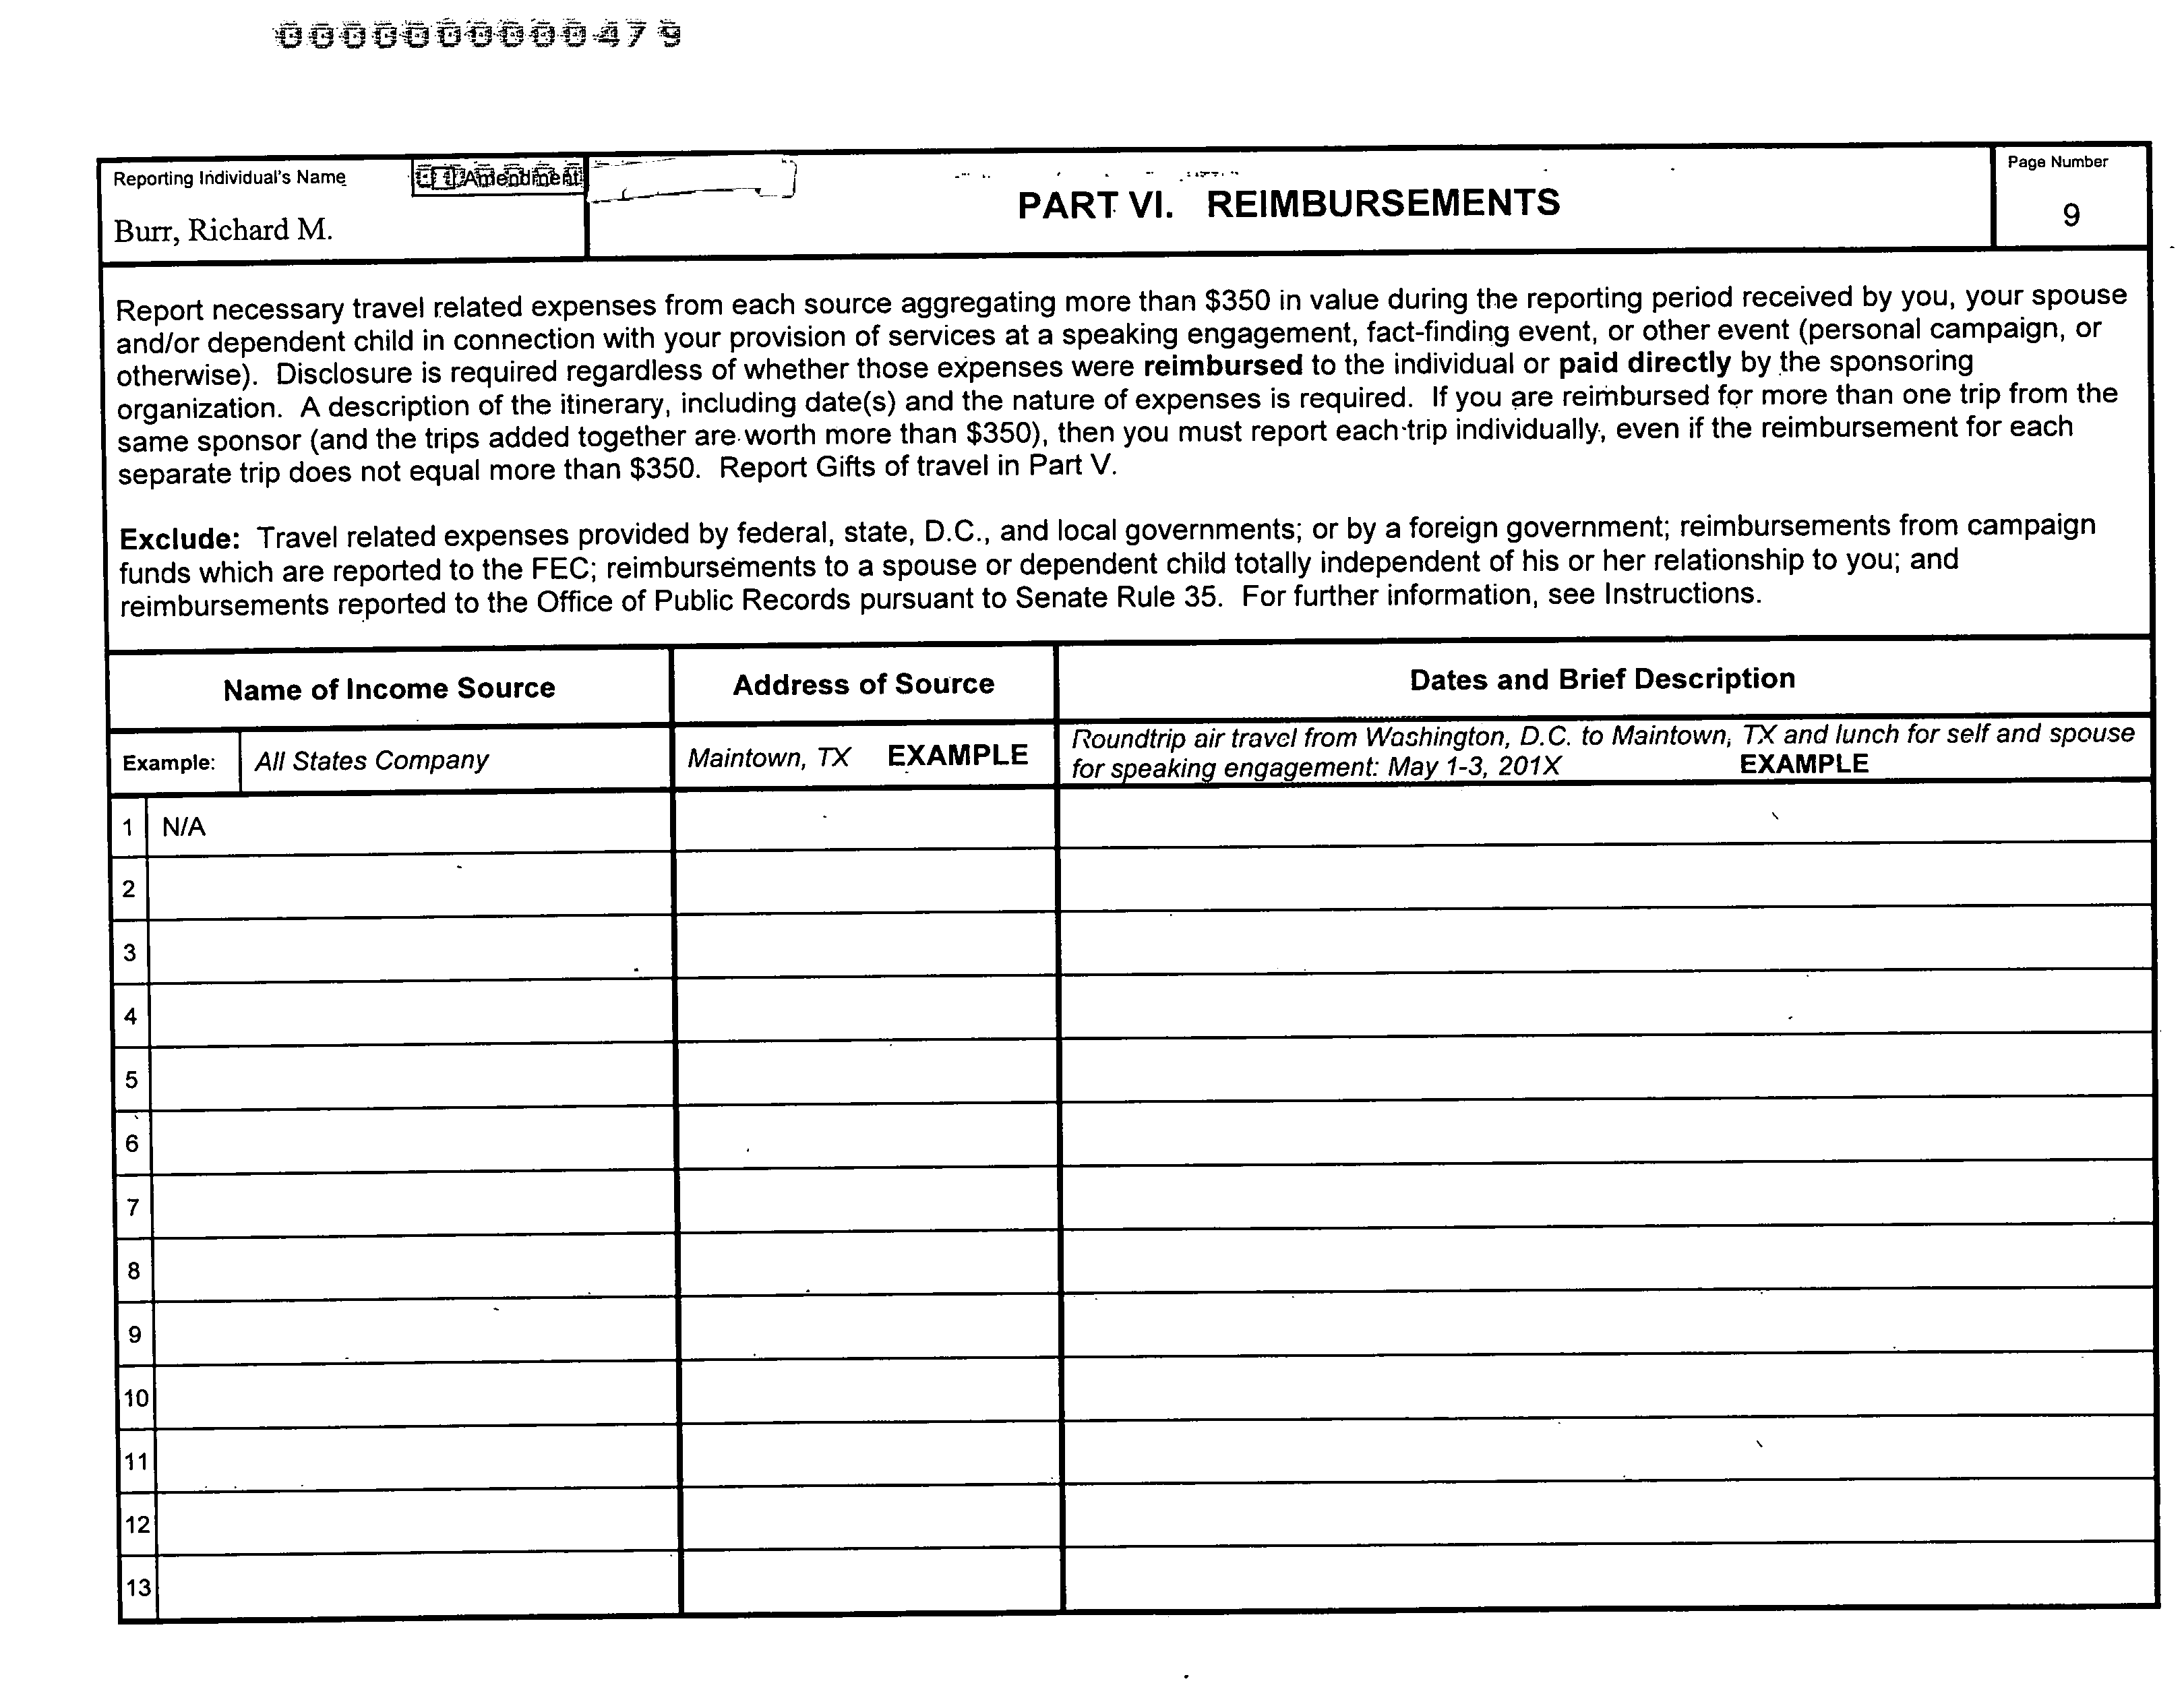 0000000000479
Reporting Individual's Name
Amendment
Burr, Richard M.
PART VI. REIMBURSEMENTS
Page Number
9
Report necessary travel related expenses from each source aggregating more than $350 in value during the reporting period received by you, your spouse
and/or dependent child in connection with your provision of services at a speaking engagement, fact-finding event, or other event (personal campaign, or
otherwise). Disclosure is required regardless of whether those expenses were reimbursed to the individual or paid directly by the sponsoring
organization. A description of the itinerary, including date(s) and the nature of expenses is required. If you are reimbursed for more than one trip from the
same sponsor (and the trips added together are worth more than $350), then you must report each trip individually, even if the reimbursement for each
separate trip does not equal more than $350. Report Gifts of travel in Part V.
Exclude: Travel related expenses provided by federal, state, D.C., and local governments; or by a foreign government; reimbursements from campaign
funds which are reported to the FEC; reimbursements to a spouse or dependent child totally independent of his or her relationship to you; and
reimbursements reported to the Office of Public Records pursuant to Senate Rule 35. For further information, see Instructions.
Name of Income Source
Address of Source
Dates and Brief Description
Example:
All States Company
Maintown, TX EXAMPLE
Roundtrip air travel from Washington, D.C. to Maintown, TX and lunch for self and spouse
for speaking engagement: May 1-3, 201X EXAMPLE
1 N/A
2
3
4
5
6
7
8
9
10
11
12
13